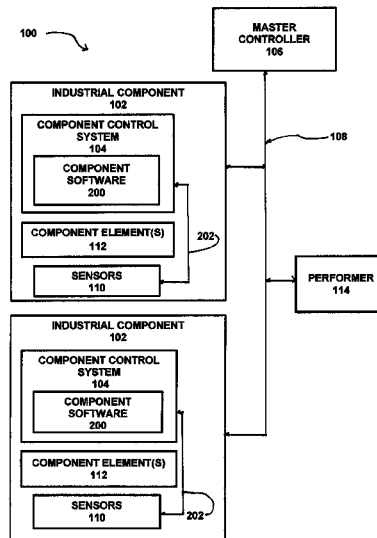 100
MASTER
CONTROLLER
106
INDUSTRIAL COMPONENT
102
COMPONENT CONTROL
SYSTEM
104
COMPONENT
SOFTWARE
200
COMPONENT ELEMENT(S)
112
SENSORS
110
202
108
PERFORMER
114
INDUSTRIAL COMPONENT
102
COMPONENT CONTROL
SYSTEM
104
COMPONENT
SOFTWARE
200
COMPONENT ELEMENT(S)
112
SENSORS
110
202